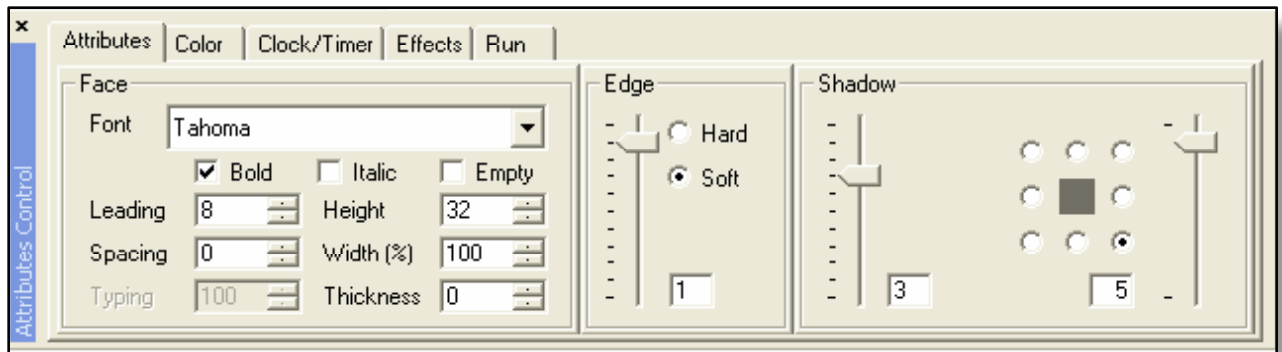 Attributes Color Clock/Timer Effects Run
Face
Font Tahoma
Bold Italic Empty
Leading 8 Height 32
Spacing 0 Width (%) 100
Typing 100 Thickness 0
Edge
Hard
Soft
1
Shadow
3 5
Attributes Control